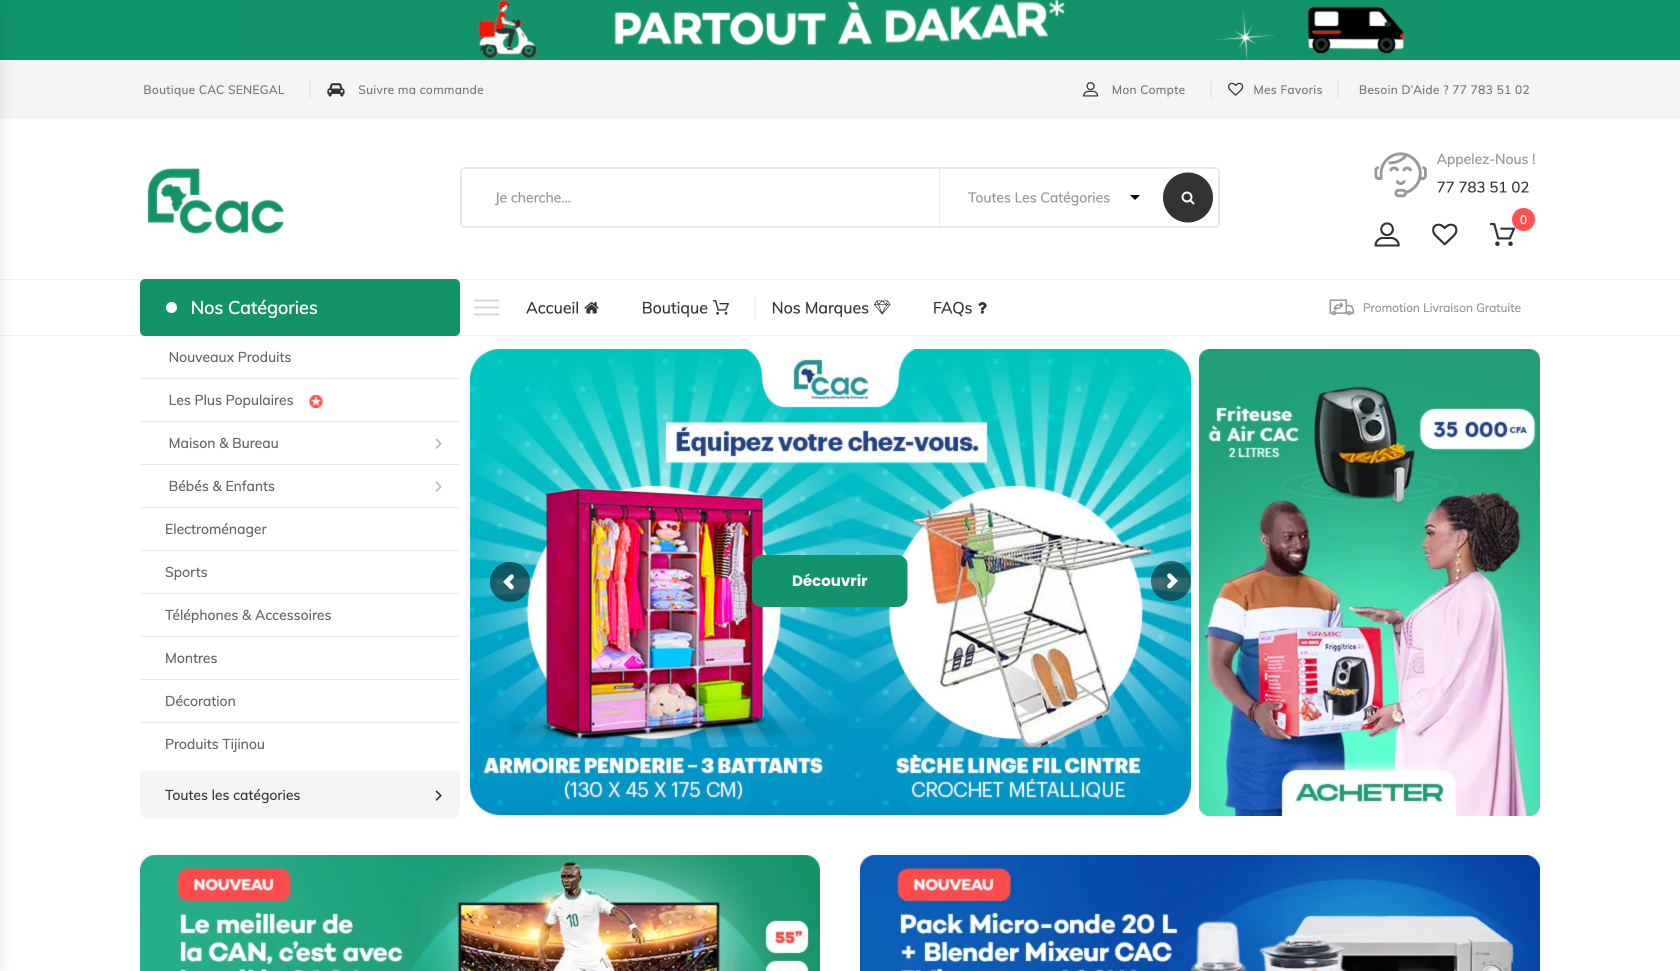 PARTOUT À DAKAR*
Boutique CAC SENEGAL
Suivre ma commande
Mon Compte
Mes Favoris
Besoin D'Aide ? 77 783 51 02
cac
Je cherche...
Toutes Les Catégories
Appelez-Nous !
77 783 51 02
0
Nos Catégories
Accueil
Boutique
Nos Marques
FAQs ?
Promotion Livraison Gratuite
Nouveaux Produits
Les Plus Populaires
Maison & Bureau
Bébés & Enfants
Electroménager
Sports
Téléphones & Accessoires
Montres
Décoration
Produits Tijinou
Toutes les catégories
cac
Équipez votre chez-vous.
Découvrir
ARMOIRE PENDERIE – 3 BATTANTS
(130 X 45 X 175 CM)
SÈCHE LINGE FIL CINTRE
CROCHET MÉTALLIQUE
Friteuse
à Air CAC
2 LITRES
35 000 CFA
SRABC
Friggitrice Air
ACHETER
NOUVEAU
Le meilleur de
la CAN, c'est avec
10
55"
NOUVEAU
Pack Micro-onde 20 L
+ Blender Mixeur CAC